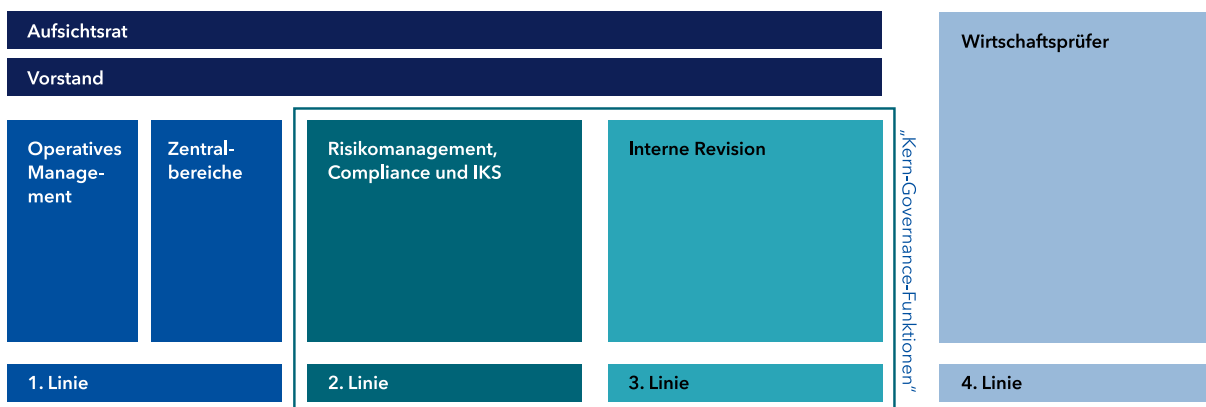 Aufsichtsrat
Vorstand
Operatives
Manage-
ment
Zentral-
bereiche
Risikomanagement,
Compliance und IKS
Interne Revision
„Kern-Governance-Funktionen“
Wirtschaftsprüfer
1. Linie
2. Linie
3. Linie
4. Linie